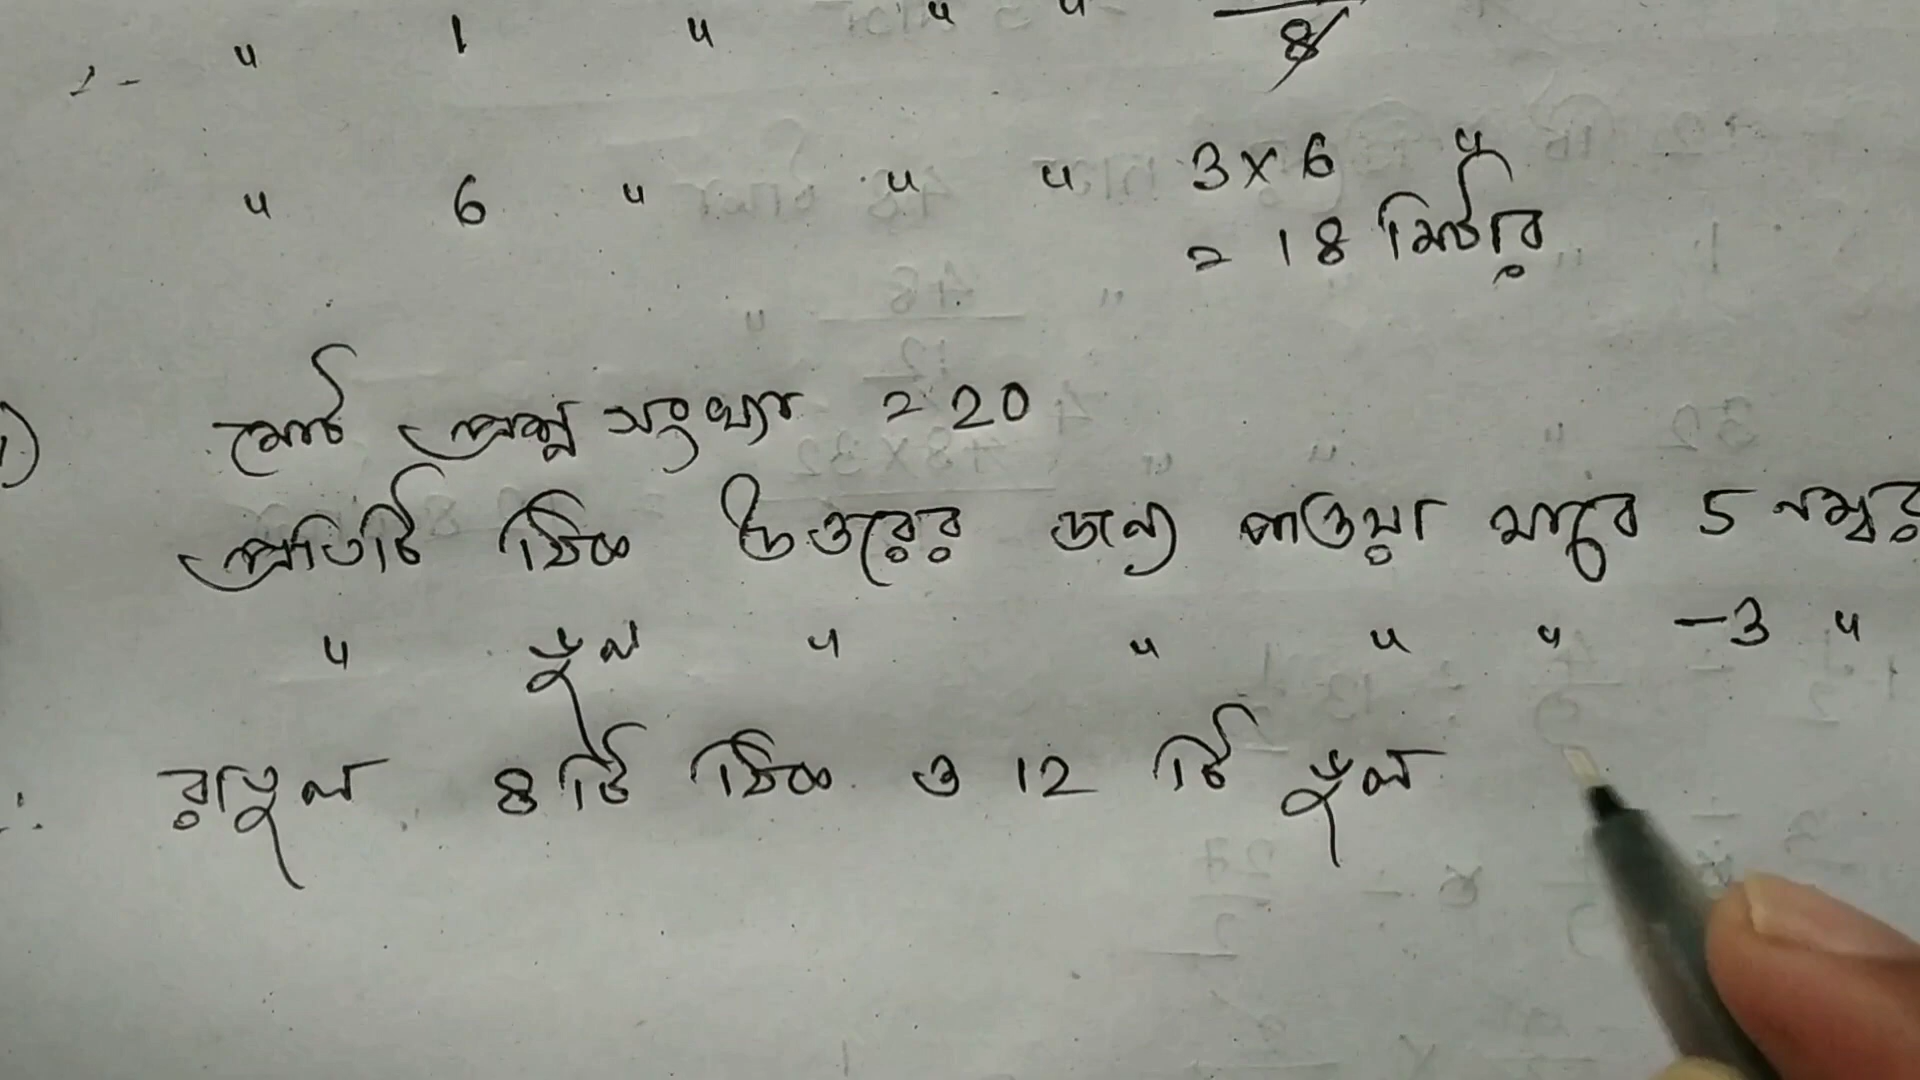 " 1 " " " 8
" 6 " " " 3 × 6 "
= 18 মিটার
মোট প্রশ্ন সংখ্যা = 20
প্রতিটি ঠিক উত্তরের জন্য পাওয়া যাবে 5 নম্বর
" ভুল " " " " -3 "
রাতুল 8 টি ঠিক ও 12 টি ভুল